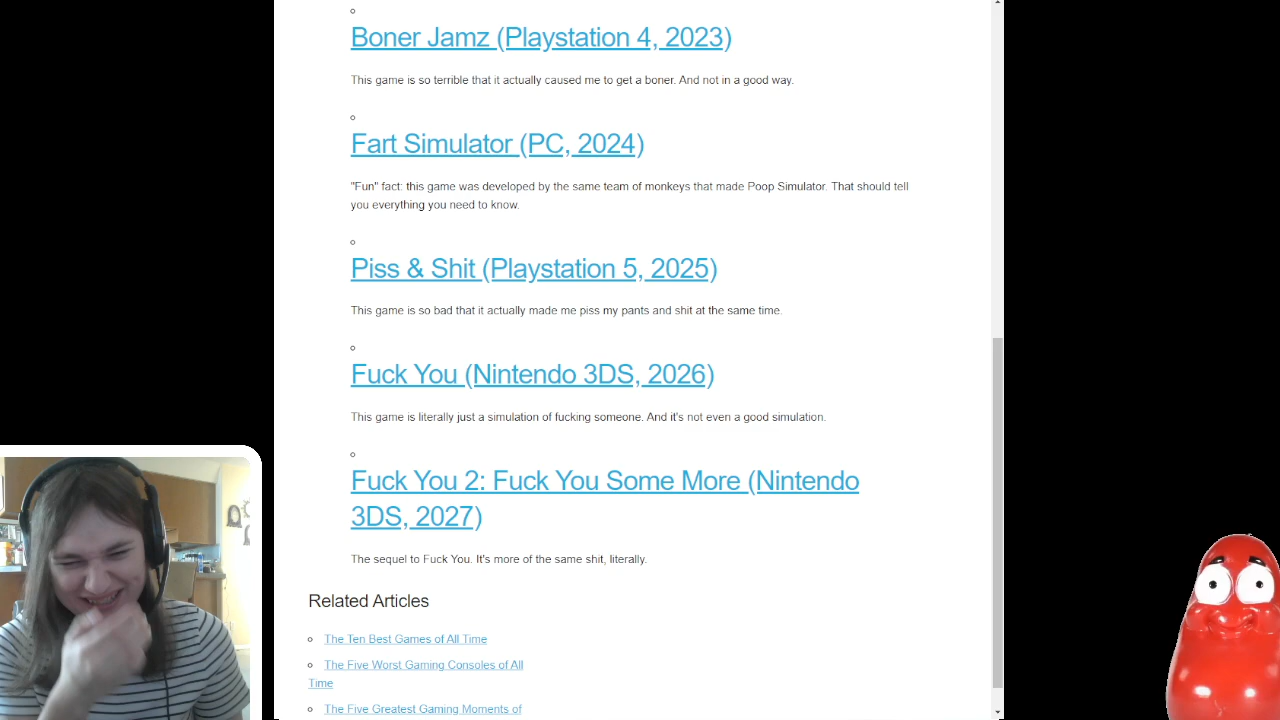 Boner Jamz (Playstation 4, 2023)
This game is so terrible that it actually caused me to get a boner. And not in a good way.
Fart Simulator (PC, 2024)
"Fun" fact: this game was developed by the same team of monkeys that made Poop Simulator. That should tell
you everything you need to know.
Piss & Shit (Playstation 5, 2025)
This game is so bad that it actually made me piss my pants and shit at the same time.
Fuck You (Nintendo 3DS, 2026)
This game is literally just a simulation of fucking someone. And it's not even a good simulation.
Fuck You 2: Fuck You Some More (Nintendo
3DS, 2027)
The sequel to Fuck You. It's more of the same shit, literally.
Related Articles
The Ten Best Games of All Time
The Five Worst Gaming Consoles of All
Time
The Five Greatest Gaming Moments of